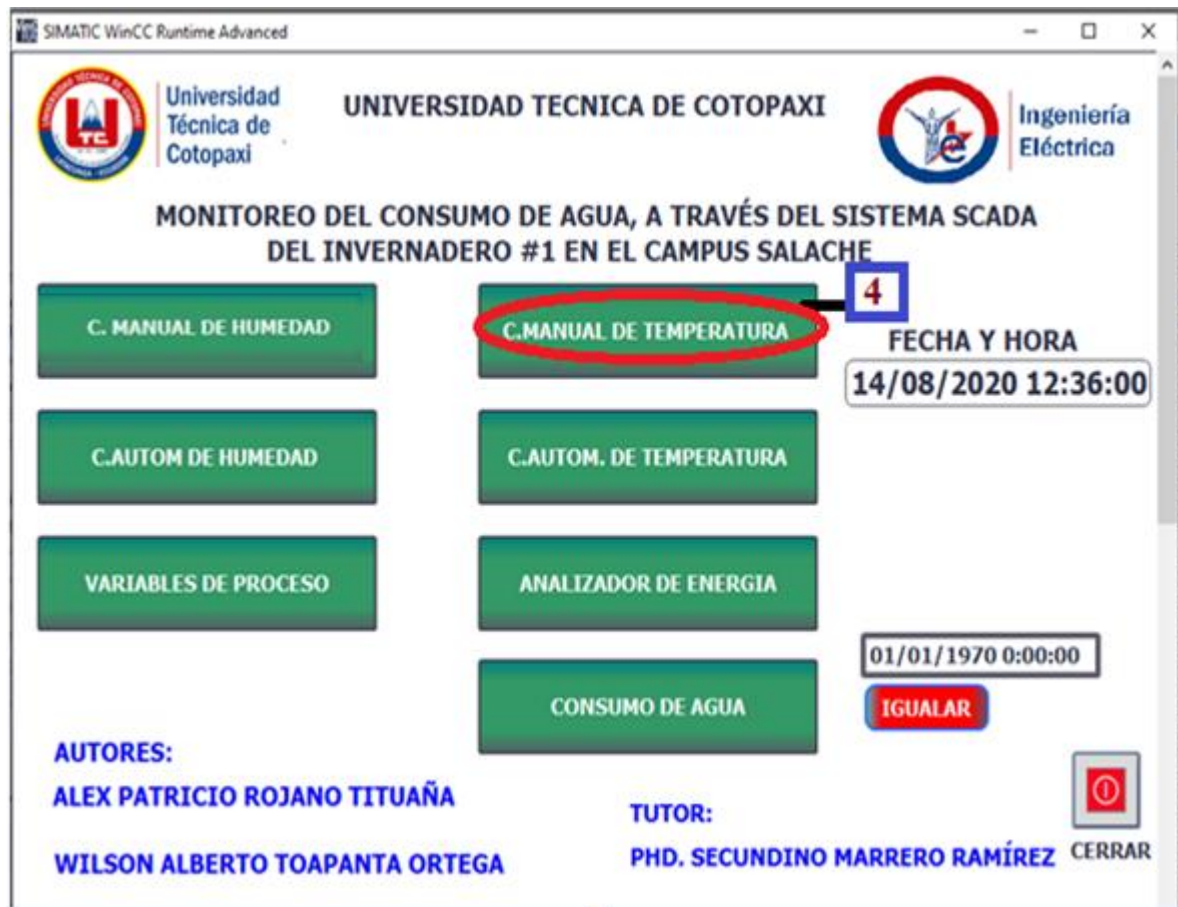 SIMATIC WinCC Runtime Advanced
Universidad
Técnica de
Cotopaxi
UNIVERSIDAD TECNICA DE COTOPAXI
Ingeniería
Eléctrica
MONITOREO DEL CONSUMO DE AGUA, A TRAVÉS DEL SISTEMA SCADA
DEL INVERNADERO #1 EN EL CAMPUS SALACHE
4
C. MANUAL DE HUMEDAD
C.MANUAL DE TEMPERATURA
FECHA Y HORA
14/08/2020 12:36:00
C.AUTOM DE HUMEDAD
C.AUTOM. DE TEMPERATURA
VARIABLES DE PROCESO
ANALIZADOR DE ENERGIA
01/01/1970 0:00:00
CONSUMO DE AGUA
IGUALAR
AUTORES:
ALEX PATRICIO ROJANO TITUAÑA
WILSON ALBERTO TOAPANTA ORTEGA
TUTOR:
PHD. SECUNDINO MARRERO RAMÍREZ
CERRAR